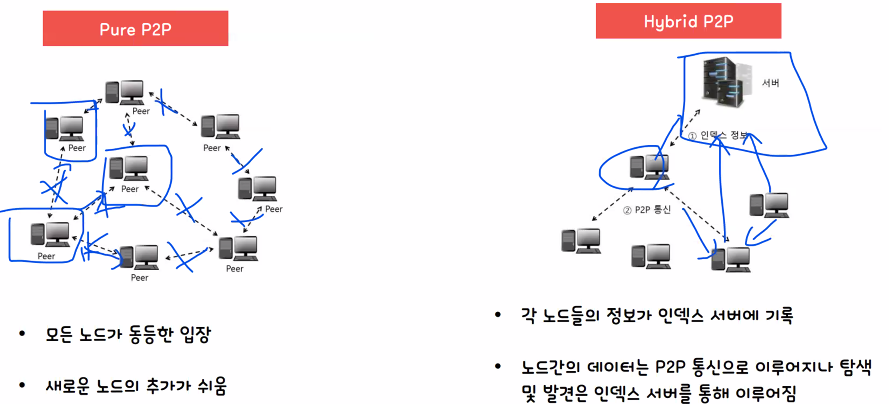 Pure P2P
Peer
Peer
Peer
Peer
Peer
Peer
Peer
Peer
• 모든 노드가 동등한 입장
• 새로운 노드의 추가가 쉬움
Hybrid P2P
서버
① 인덱스 정보
② P2P 통신
• 각 노드들의 정보가 인덱스 서버에 기록
• 노드간의 데이터는 P2P 통신으로 이루어지나 탐색
및 발견은 인덱스 서버를 통해 이루어짐